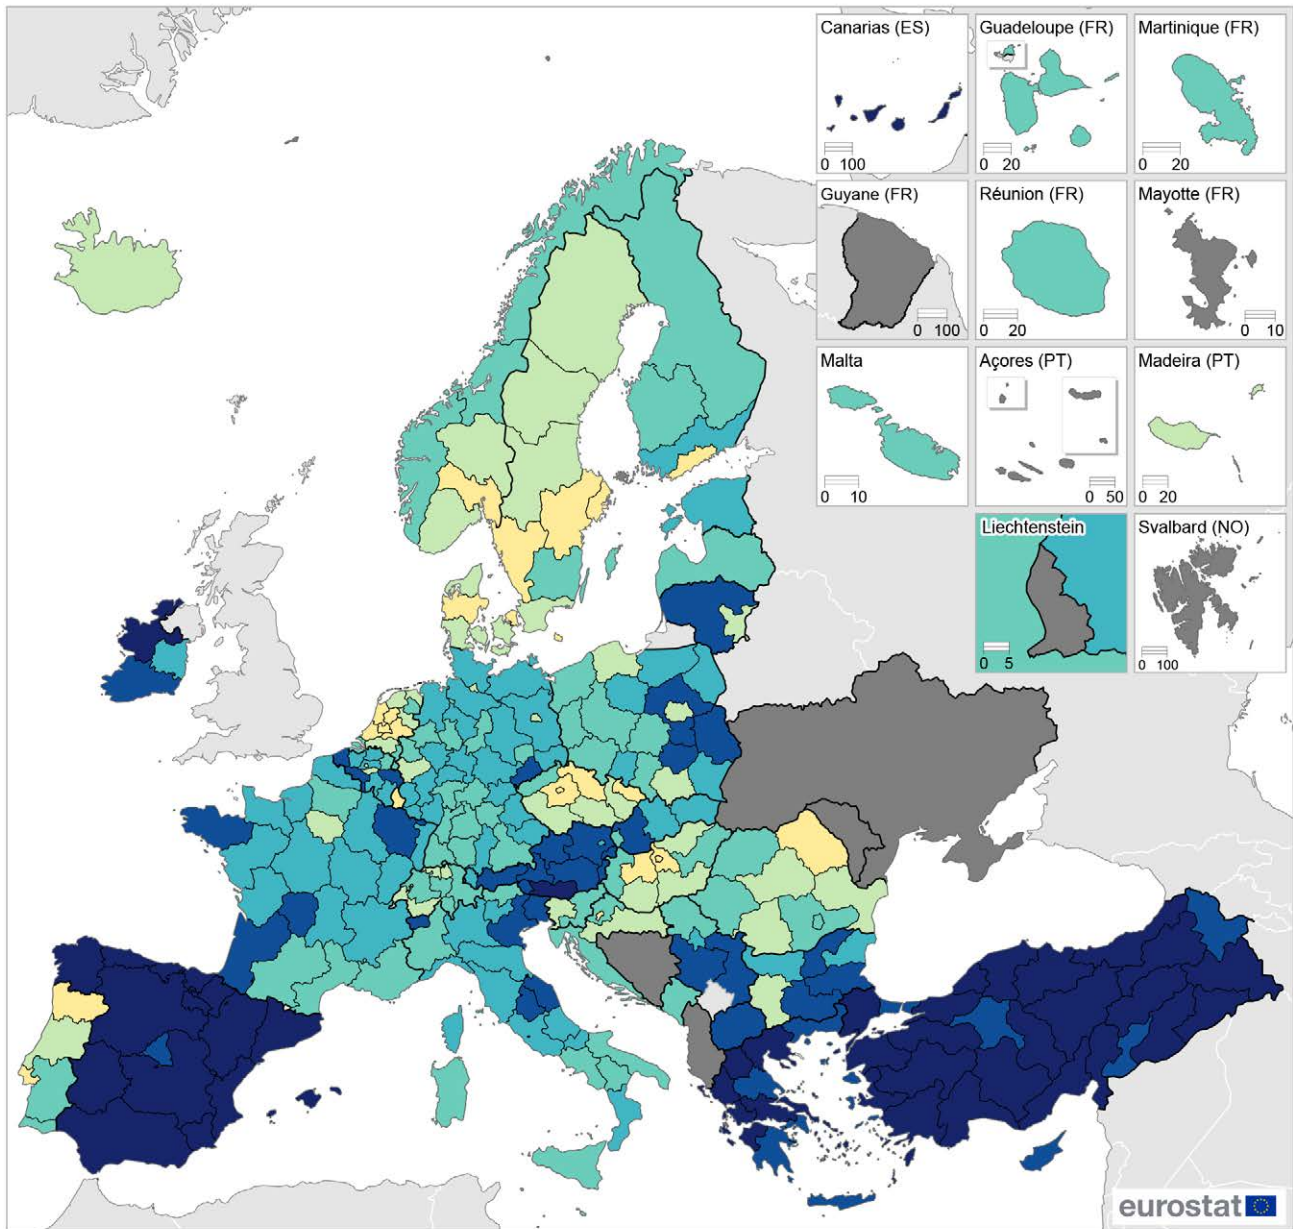 Canarias (ES)
0 100
Guadeloupe (FR)
0 20
Martinique (FR)
0 20
Guyane (FR)
0 100
Réunion (FR)
0 20
Mayotte (FR)
0 10
Malta
0 10
Açores (PT)
0 50
Madeira (PT)
0 20
Liechtenstein
0 5
Svalbard (NO)
0 100
eurostat